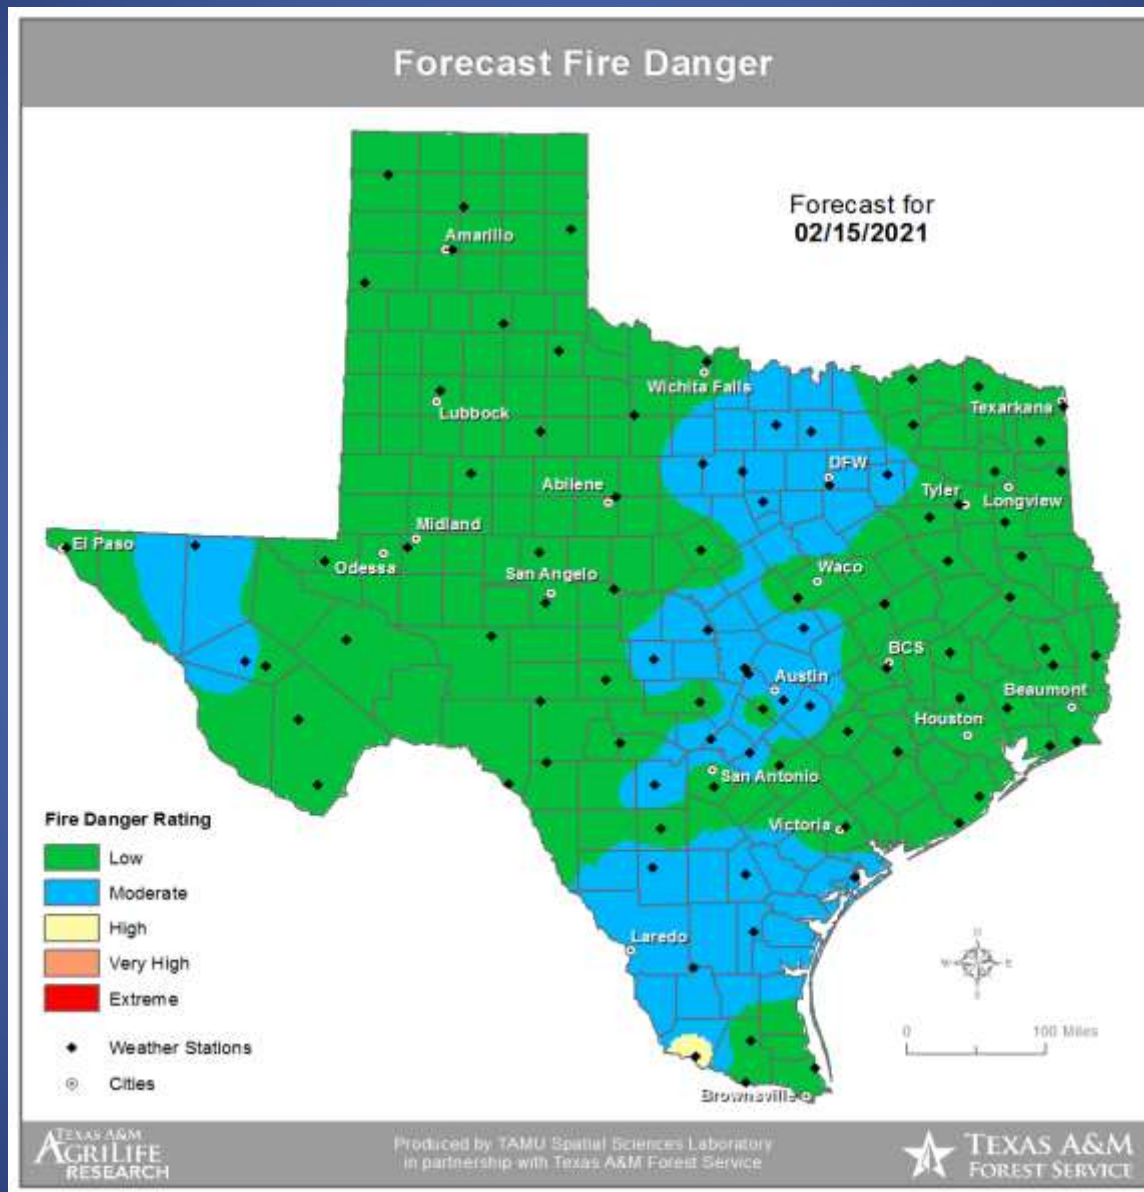 Forecast Fire Danger
Forecast for
02/15/2021
Amarillo
Wichita Falls
Lubbock
Texarkana
DFW
Abilene
Tyler
Longview
Midland
El Paso
Odessa
San Angelo
Waco
BCS
Austin
Beaumont
Houston
San Antonio
Victoria
Fire Danger Rating
Low
Moderate
High
Very High
Extreme
Weather Stations
Cities
Laredo
N
W E
S
0 100 Miles
Brownsville
TEXAS A&M
AGRILIFE
RESEARCH
Produced by TAMU Spatial Sciences Laboratory
in partnership with Texas A&M Forest Service
TEXAS A&M
FOREST SERVICE